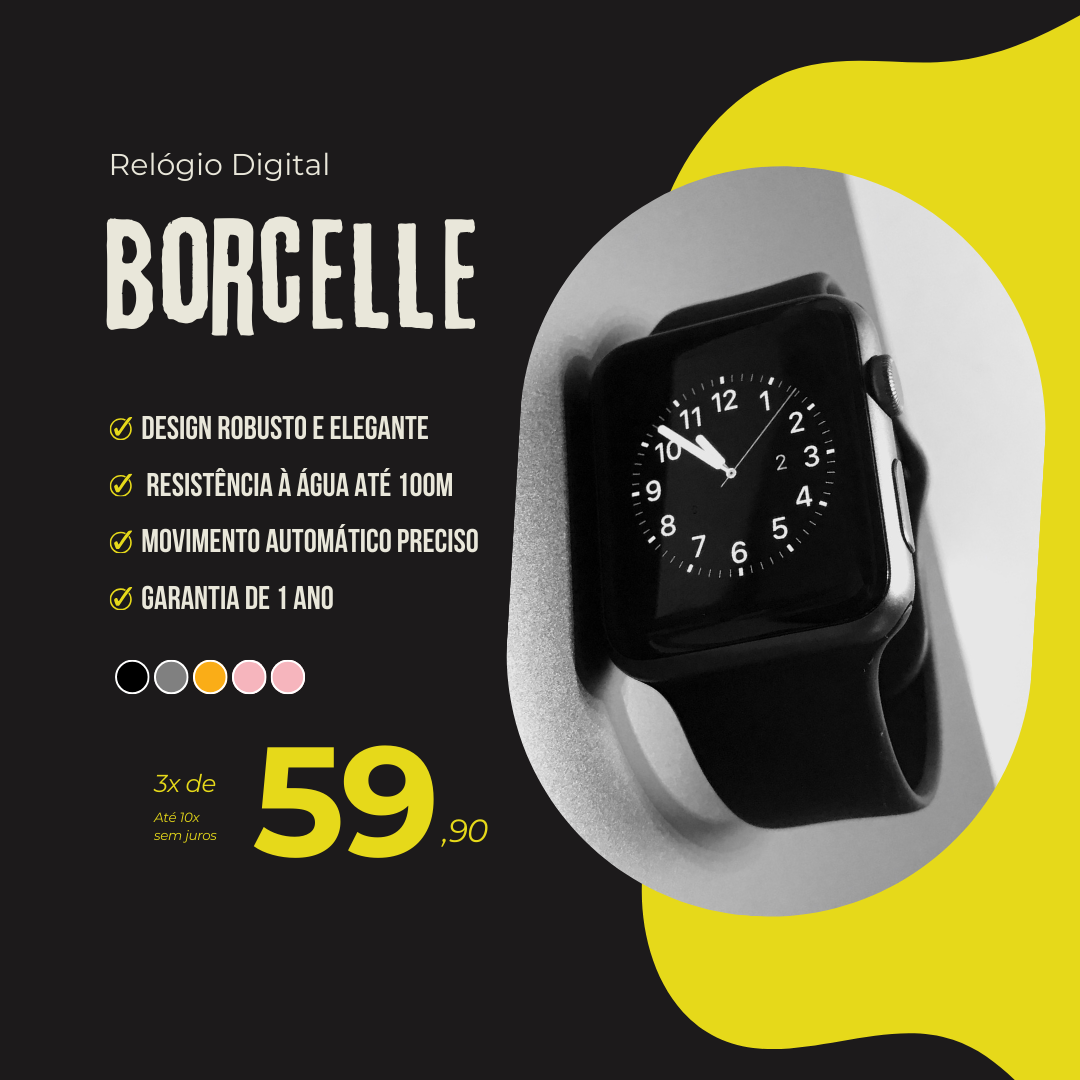 Relógio Digital
BORCELLE
DESIGN ROBUSTO E ELEGANTE
RESISTÊNCIA À ÁGUA ATÉ 100M
MOVIMENTO AUTOMÁTICO PRECISO
GARANTIA DE 1 ANO
3x de
Até 10x
sem juros
59,90
12
1
2
3
4
5
6
7
8
9
10
11
2